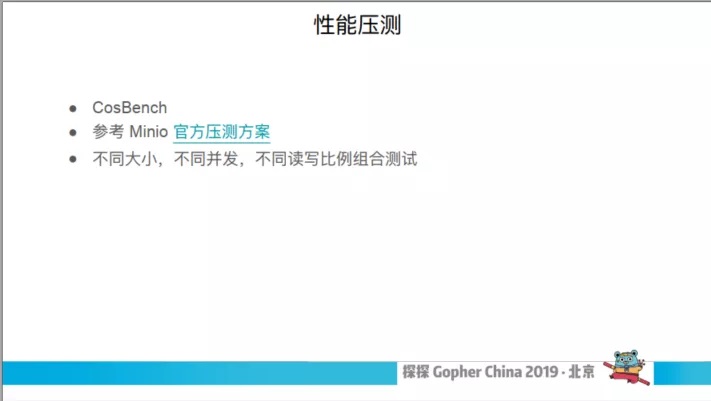 性能压测
● CosBench
● 参考 Minio 官方压测方案
● 不同大小，不同并发，不同读写比例组合测试
探探 Gopher China 2019 · 北京